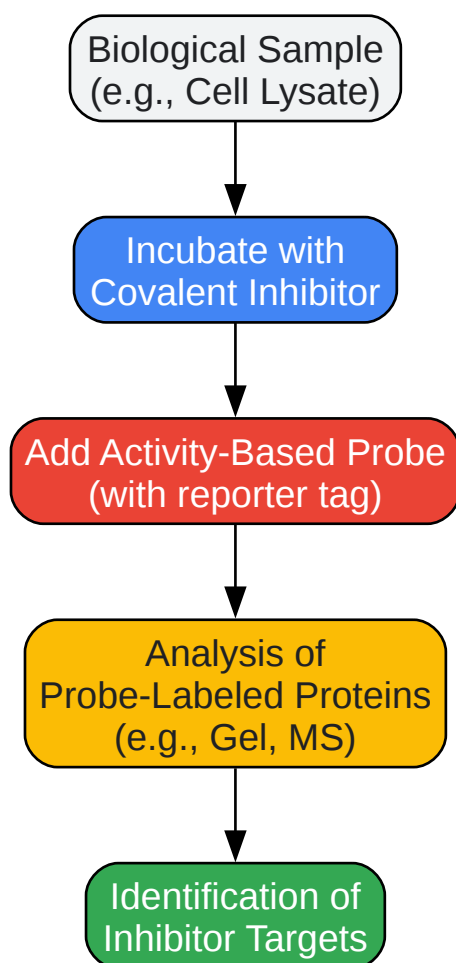 Biological Sample
(e.g., Cell Lysate)
Incubate with
Covalent Inhibitor
Add Activity-Based Probe
(with reporter tag)
Analysis of
Probe-Labeled Proteins
(e.g., Gel, MS)
Identification of
Inhibitor Targets